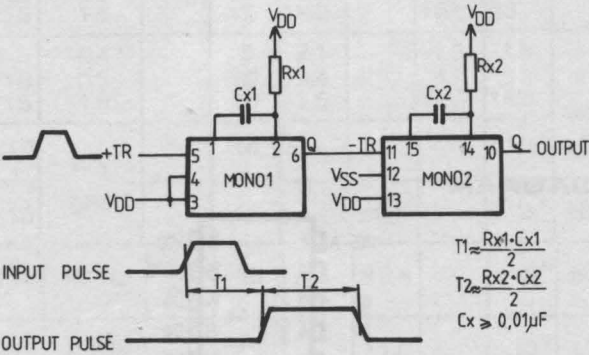 VDD
VDD
Rx1
Rx2
Cx1
Cx2
+TR
5
1
2
6
Q
-TR
11
15
14
10
Q
OUTPUT
4
MONO1
VSS
12
MONO2
VDD
3
VDD
13
INPUT PULSE
T1
T2
OUTPUT PULSE
T1≈Rx1·Cx1/2
T2≈Rx2·Cx2/2
Cx ⩾ 0,01µF